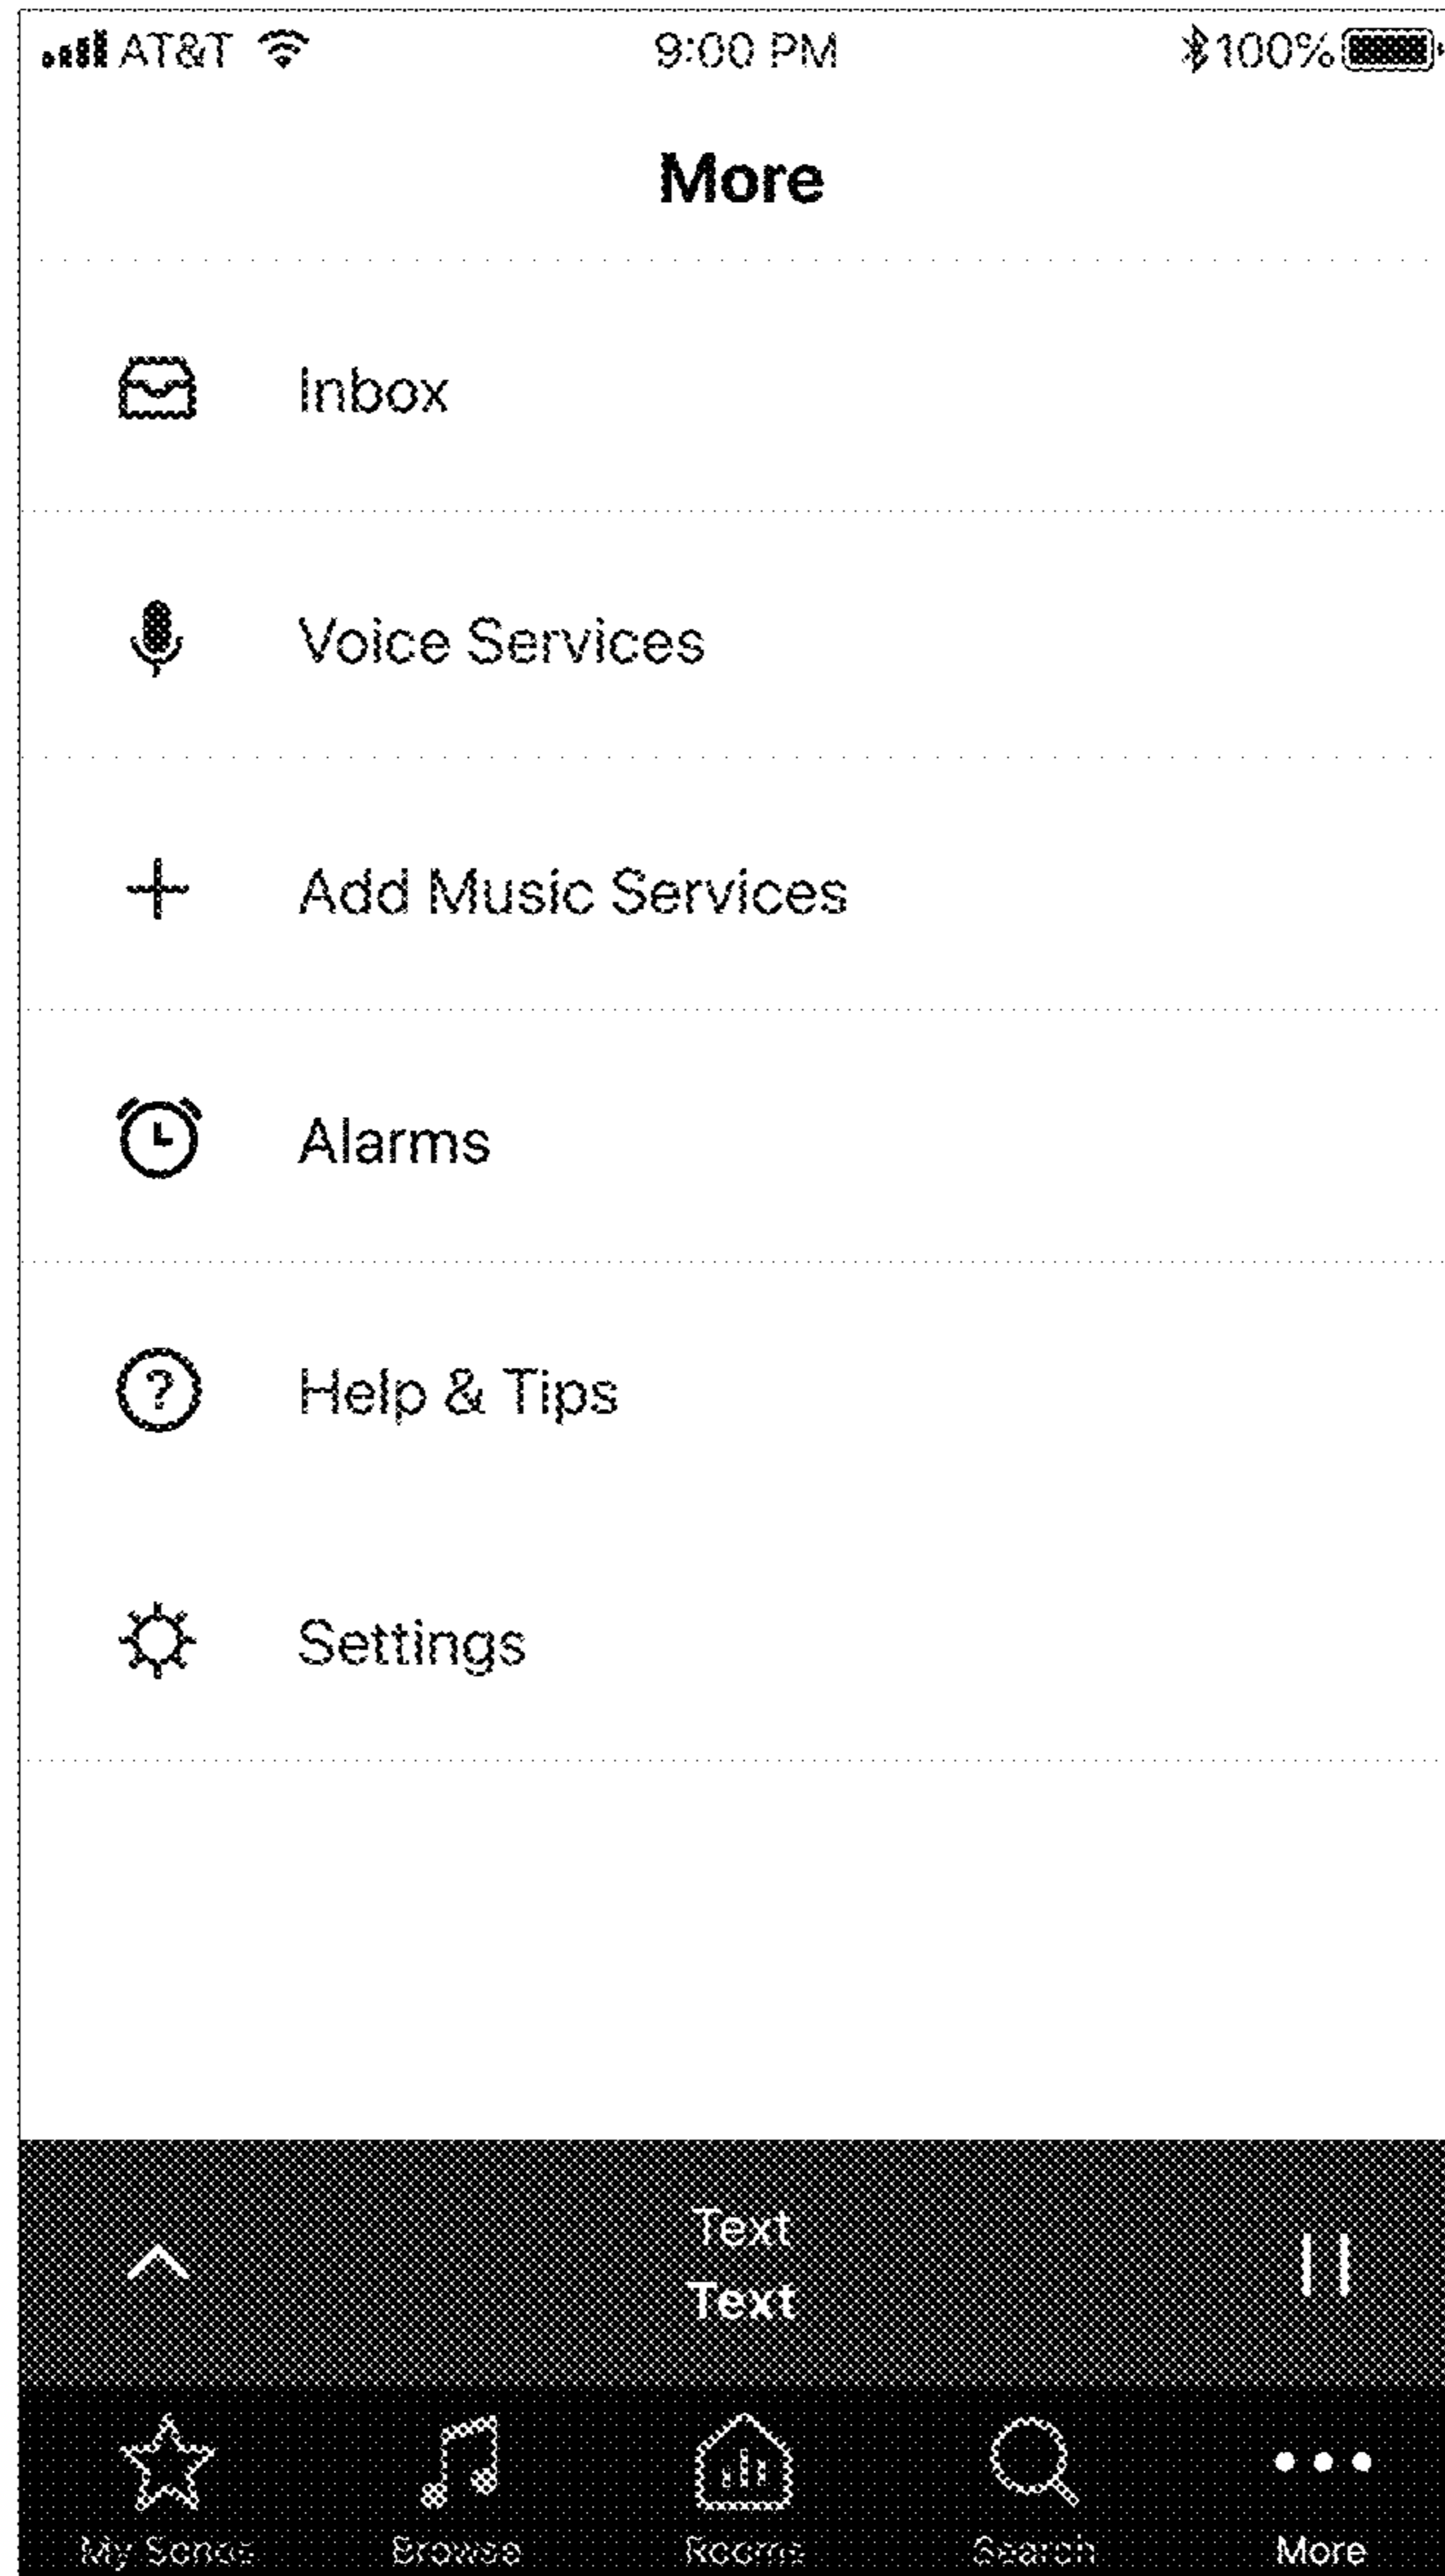 AT&T 9:00 PM 100%
More
Inbox
Voice Services
Add Music Services
Alarms
? Help & Tips
Settings
Text
Text
My Sonos Browse Rooms Search More